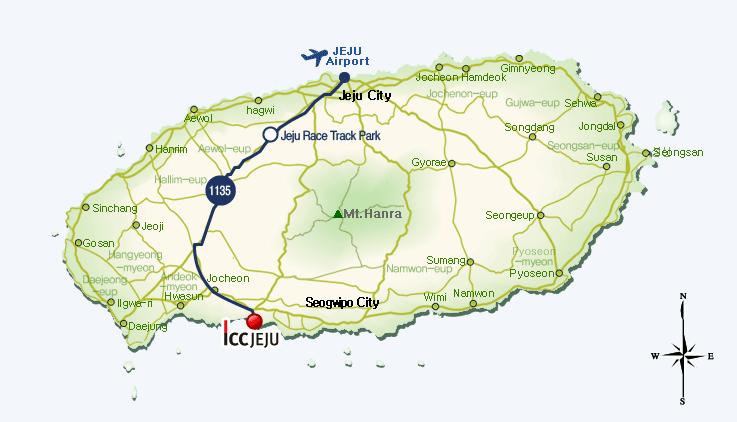 JEJU
Airport
Gimnyeong
Jocheon Hamdeok
Jeju City
Jochenon-eup
hagwi
Gujwa-eup
Sehwa
Aewol
Jeju Race Track Park
Songdang
Jongdal
Hanrim
Aewol-eup
Seongsan-eup
Seongsan
Gyorae
Susan
Hallim-eup
1135
Sinchang
Mt.Hanra
Seongeup
Jeoji
Gosan
Hangyeong
-myeon
Pyoseon
-myeon
Sumang
Namwon-eup
Daejeong
-eup
Andeok
-myeon
Jocheon
Pyoseon
Ilgwa-ri
Hwasun
Seogwipo City
Wimi
Namwon
Daejung
ICCJEJU
N
W
E
S